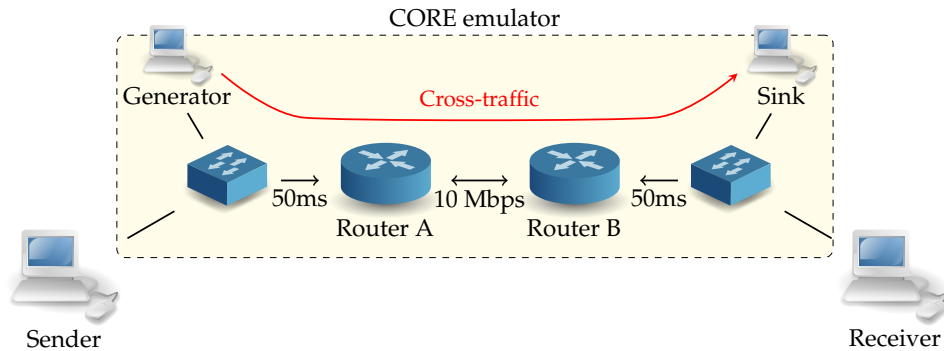 CORE emulator
Generator
Cross-traffic
Sink
50ms
10 Mbps
50ms
Router A
Router B
Sender
Receiver